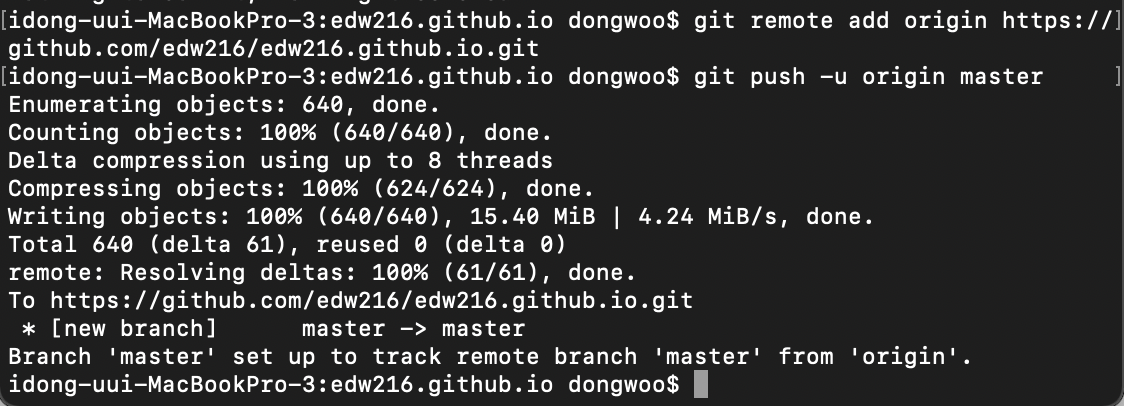 [idong-uui-MacBookPro-3:edw216.github.io dongwoo$ git remote add origin https://]
github.com/edw216/edw216.github.io.git
[idong-uui-MacBookPro-3:edw216.github.io dongwoo$ git push -u origin master ]
Enumerating objects: 640, done.
Counting objects: 100% (640/640), done.
Delta compression using up to 8 threads
Compressing objects: 100% (624/624), done.
Writing objects: 100% (640/640), 15.40 MiB | 4.24 MiB/s, done.
Total 640 (delta 61), reused 0 (delta 0)
remote: Resolving deltas: 100% (61/61), done.
To https://github.com/edw216/edw216.github.io.git
 * [new branch]      master -> master
Branch 'master' set up to track remote branch 'master' from 'origin'.
idong-uui-MacBookPro-3:edw216.github.io dongwoo$